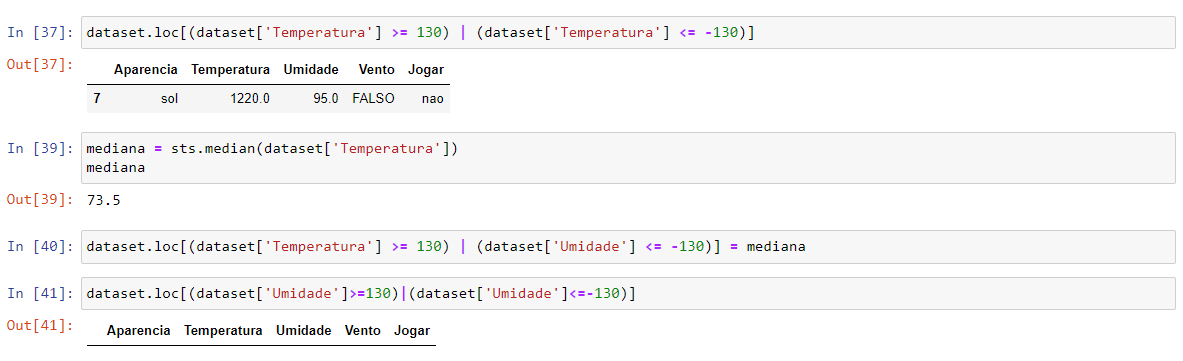 In [37]: dataset.loc[(dataset['Temperatura'] >= 130) | (dataset['Temperatura'] <= -130)]
Out[37]:
Aparencia Temperatura Umidade Vento Jogar
7 sol 1220.0 95.0 FALSO nao
In [39]: mediana = sts.median(dataset['Temperatura'])
mediana
Out[39]: 73.5
In [40]: dataset.loc[(dataset['Temperatura'] >= 130) | (dataset['Umidade'] <= -130)] = mediana
In [41]: dataset.loc[(dataset['Umidade']>=130)|(dataset['Umidade']<=-130)]
Out[41]:
Aparencia Temperatura Umidade Vento Jogar